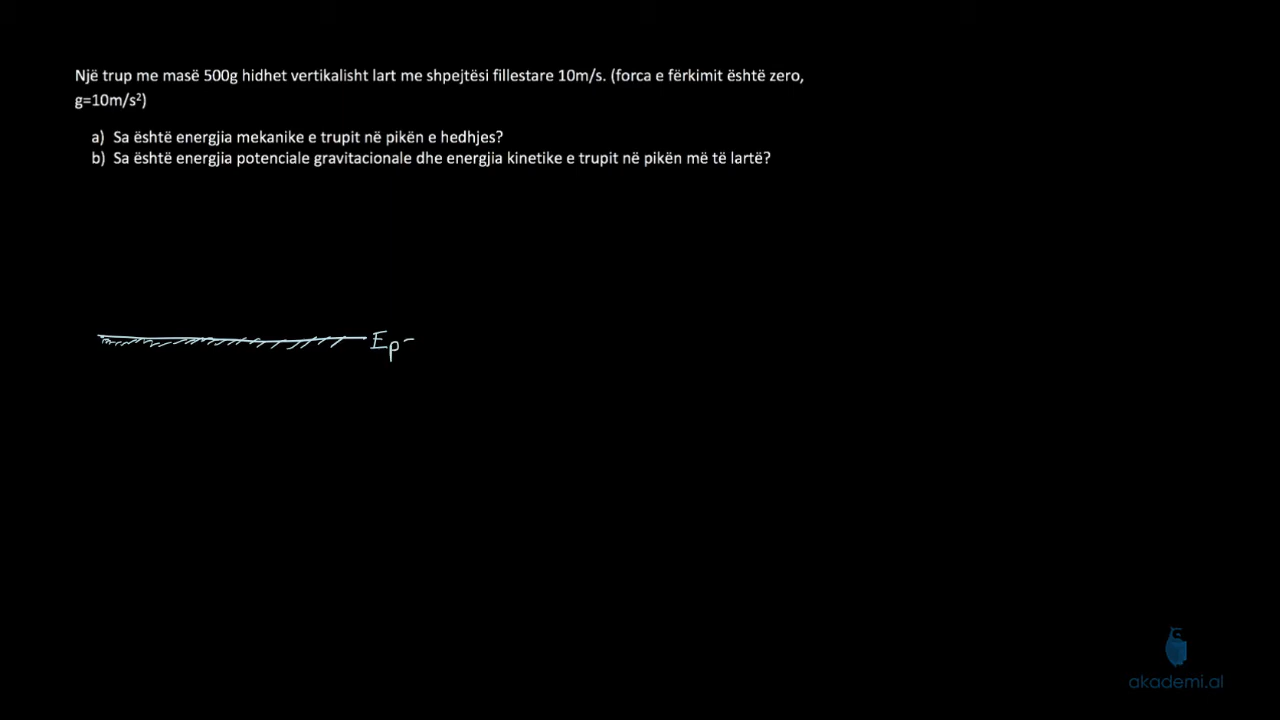 Një trup me masë 500g hidhet vertikalisht lart me shpejtësi fillestare 10m/s. (forca e fërkimit është zero,
g=10m/s²)
a) Sa është energjia mekanike e trupit në pikën e hedhjes?
b) Sa është energjia potenciale gravitacionale dhe energjia kinetike e trupit në pikën më të lartë?
Ep-
akademi.al